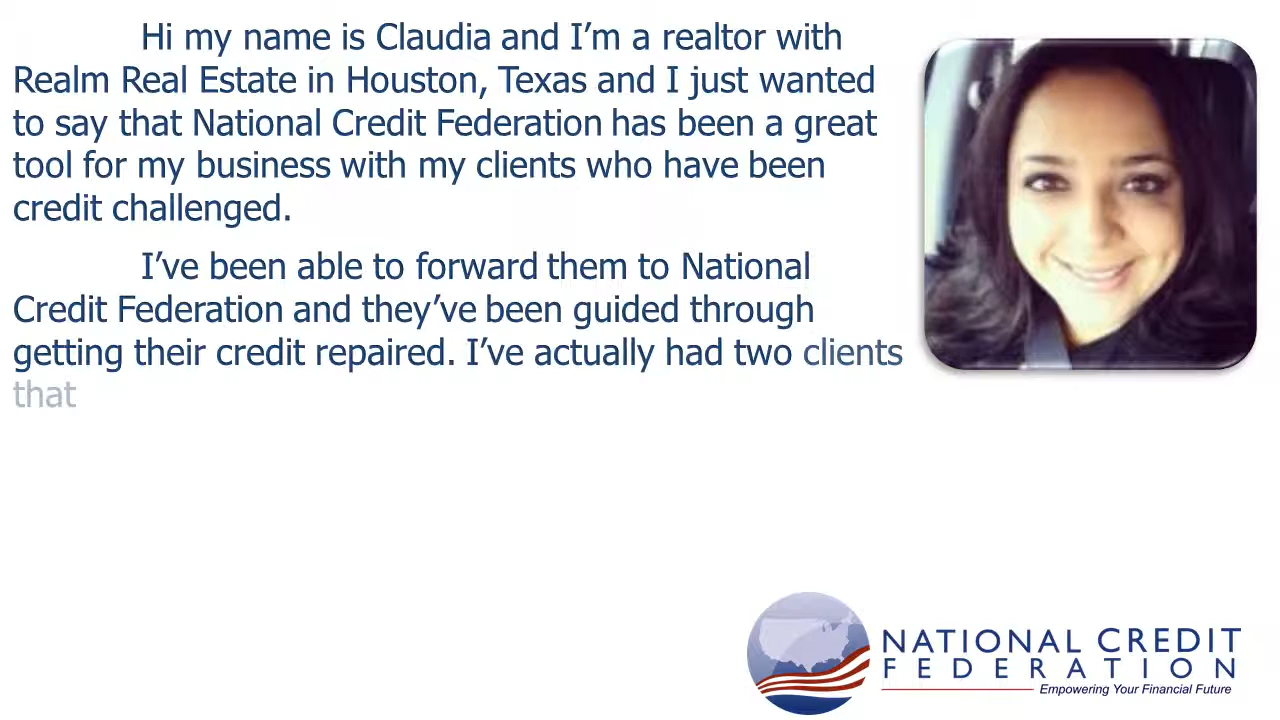 Hi my name is Claudia and I’m a realtor with
Realm Real Estate in Houston, Texas and I just wanted
to say that National Credit Federation has been a great
tool for my business with my clients who have been
credit challenged.
I’ve been able to forward them to National
Credit Federation and they’ve been guided through
getting their credit repaired. I’ve actually had two clients
that
NATIONAL CREDIT
FEDERATION
Empowering Your Financial Future